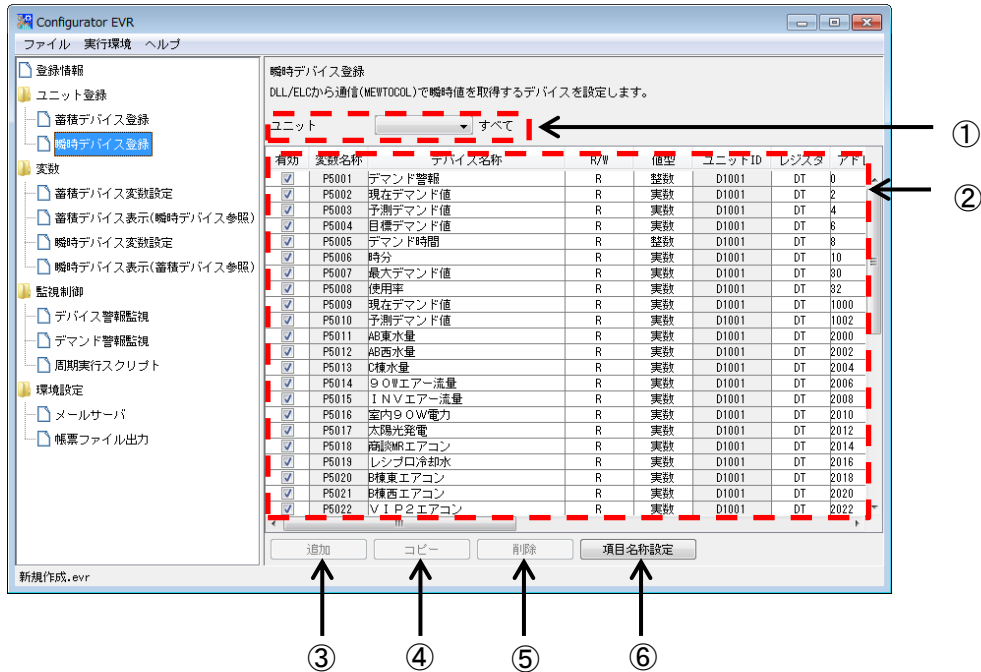 Configurator EVR
ファイル 実行環境 ヘルプ
登録情報
ユニット登録
蓄積デバイス登録
瞬時デバイス登録
変数
蓄積デバイス変数設定
蓄積デバイス表示(瞬時デバイス参照)
瞬時デバイス変数設定
瞬時デバイス表示(蓄積デバイス参照)
監視制御
デバイス警報監視
デマンド警報監視
周期実行スクリプト
環境設定
メールサーバ
帳票ファイル出力
瞬時デバイス登録
DLL/ELCから通信(MEWTOCOL)で瞬時値を取得するデバイスを設定します。
ユニット すべて
①
有効 変数名称 デバイス名称 R/W 値型 ユニットID レジスタ アドレ
②
P5001 デマンド警報 R 整数 D1001 DT 0
P5002 現在デマンド値 R 実数 D1001 DT 2
P5003 予測デマンド値 R 実数 D1001 DT 4
P5004 目標デマンド値 R 実数 D1001 DT 6
P5005 デマンド時間 R 整数 D1001 DT 8
P5006 時分 R 実数 D1001 DT 10
P5007 最大デマンド値 R 実数 D1001 DT 30
P5008 使用率 R 実数 D1001 DT 32
P5009 現在デマンド値 R 実数 D1001 DT 1000
P5010 予測デマンド値 R 実数 D1001 DT 1002
P5011 AB東水量 R 実数 D1001 DT 2000
P5012 AB西水量 R 実数 D1001 DT 2002
P5013 C棟水量 R 実数 D1001 DT 2004
P5014 90Wエアー流量 R 実数 D1001 DT 2006
P5015 INVエアー流量 R 実数 D1001 DT 2008
P5016 室内90W電力 R 実数 D1001 DT 2010
P5017 太陽光発電 R 実数 D1001 DT 2012
P5018 商談MRエアコン R 実数 D1001 DT 2014
P5019 レシプロ冷却水 R 実数 D1001 DT 2016
P5020 B棟東エアコン R 実数 D1001 DT 2018
P5021 B棟西エアコン R 実数 D1001 DT 2020
P5022 VIP2エアコン R 実数 D1001 DT 2022
追加 コピー 削除 項目名称設定
新規作成.evr
③ ④ ⑤ ⑥